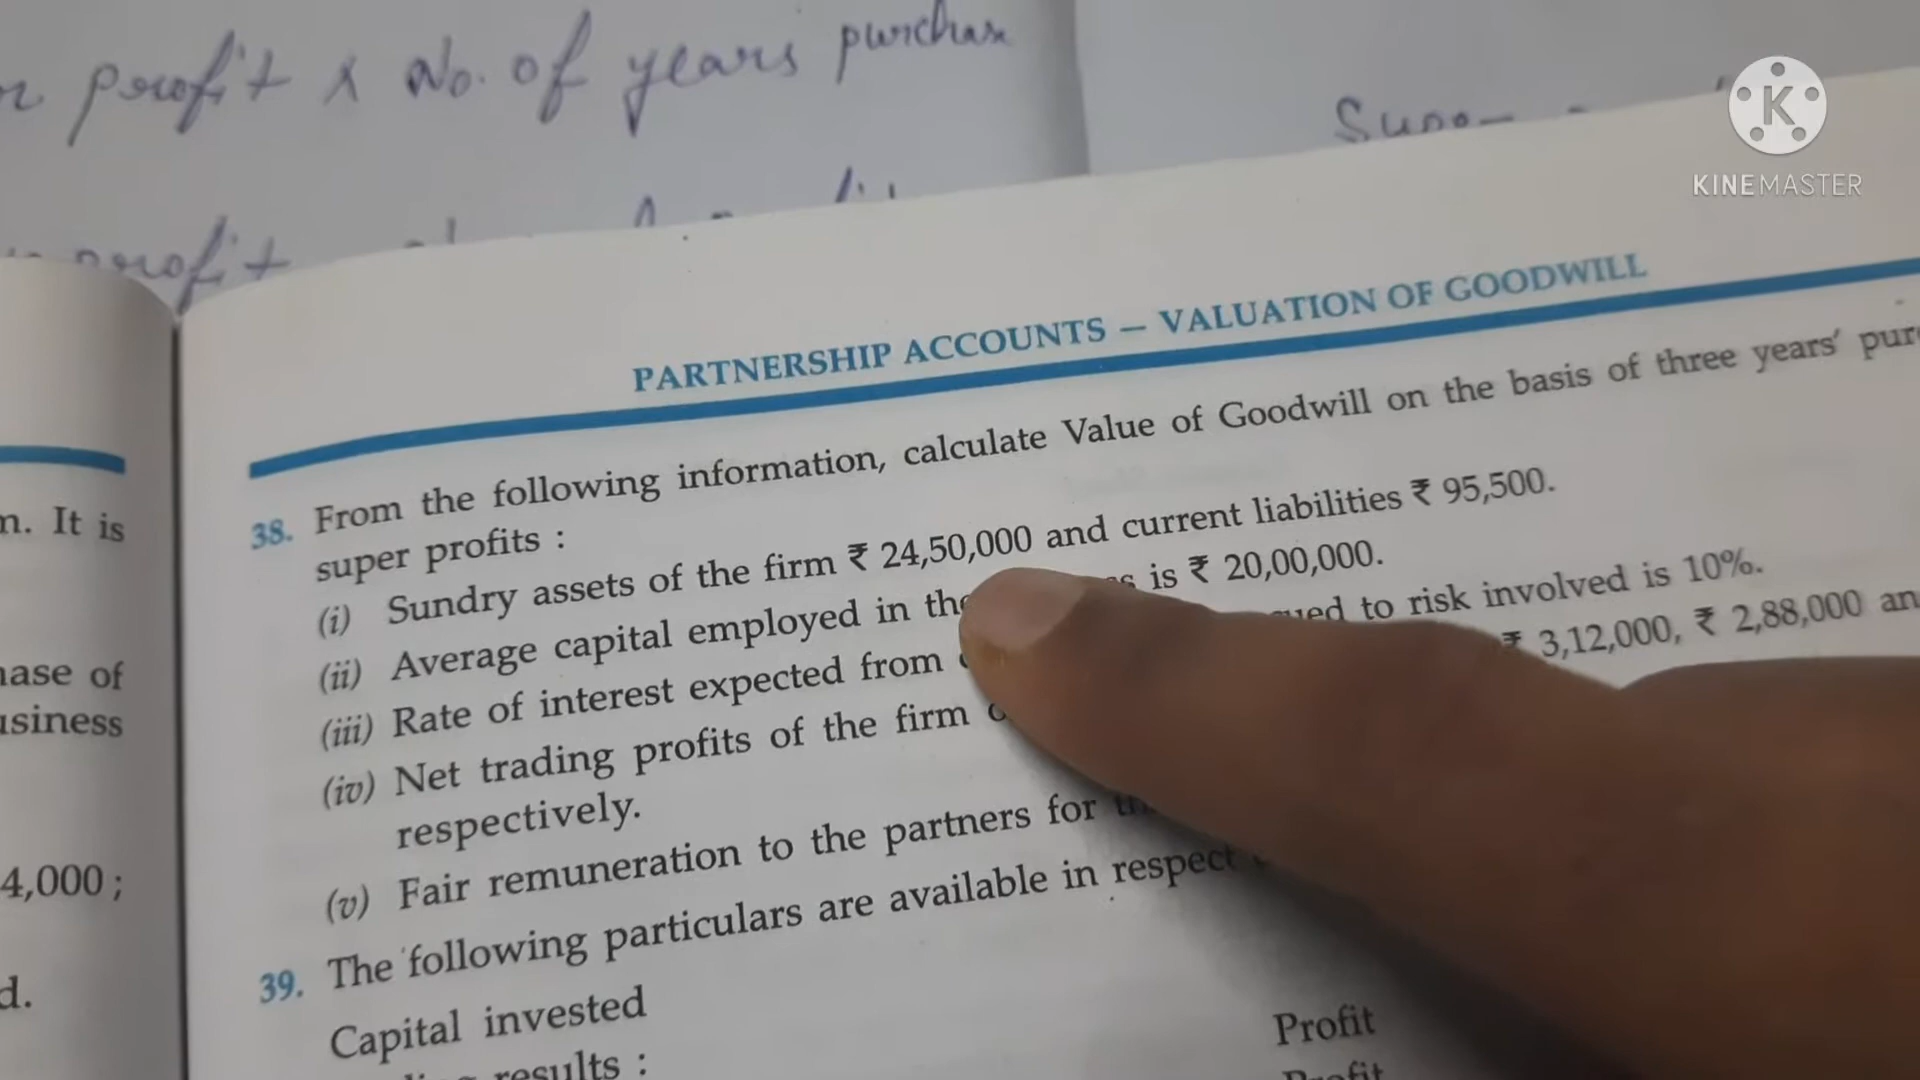 profit x No. of years purchase
profit
KINEMASTER
PARTNERSHIP ACCOUNTS – VALUATION OF GOODWILL
n. It is
ase of
usiness
4,000 ;
d.
38. From the following information, calculate Value of Goodwill on the basis of three years' pur
super profits :
(i) Sundry assets of the firm ₹ 24,50,000 and current liabilities ₹ 95,500.
(ii) Average capital employed in the is ₹ 20,00,000.
(iii) Rate of interest expected from to risk involved is 10%.
(iv) Net trading profits of the firm ₹ 3,12,000, ₹ 2,88,000 an
respectively.
(v) Fair remuneration to the partners for
39. The following particulars are available in respect
Capital invested
results :
Profit
Profit